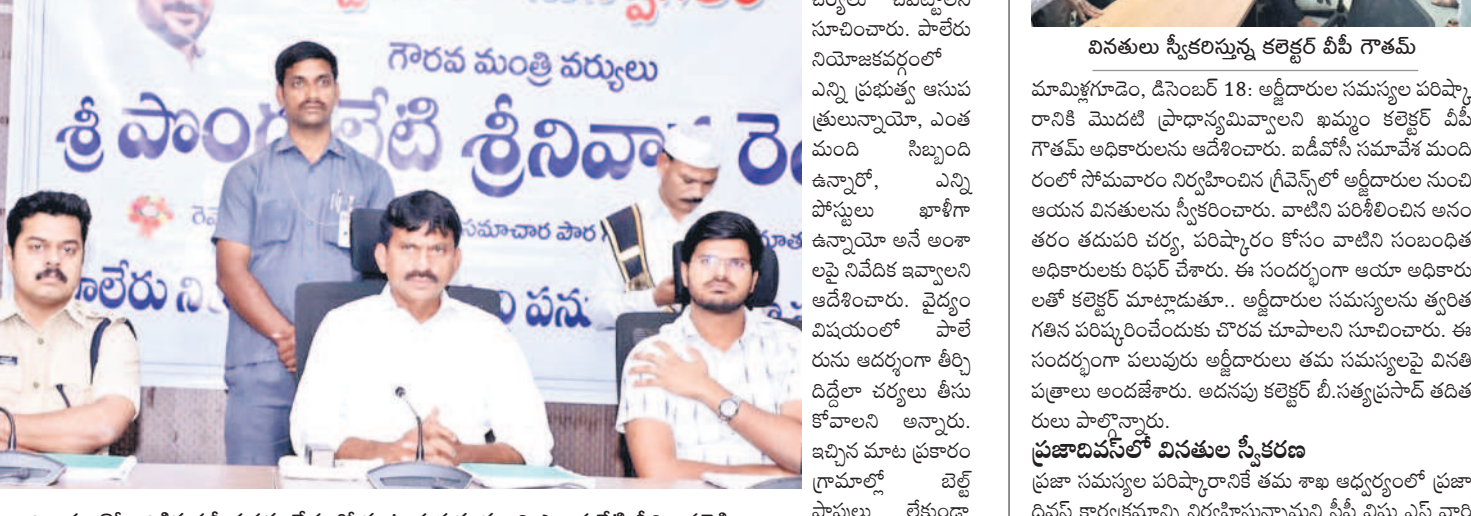 గౌరవ మంత్రి వర్యులు
శ్రీ శ్రీనివా
సమాచార పౌర
పాలేరు ని
సూచించారు. పాలేరు
నియోజకవర్గంలో
ఎన్ని ప్రభుత్వ ఆసుప
త్రులున్నాయో, ఎంత
మంది సిబ్బంది
ఉన్నారో, ఎన్ని
పోస్టులు ఖాళీగా
ఉన్నాయో అనే అంశా
లపై నివేదిక ఇవ్వాలని
ఆదేశించారు. వైద్యం
విషయంలో పాలే
రును ఆదర్శంగా తీర్చి
దిద్దేలా చర్యలు తీసు
కోవాలని అన్నారు.
ఇచ్చిన మాట ప్రకారం
గ్రామాల్లో బెల్ట్
షాపులు లేకుండా
వినతులు స్వీకరిస్తున్న కలెక్టర్ వీపీ గౌతమ్
మామిళ్లగూడెం, డిసెంబర్ 18: అర్జీదారుల సమస్యల పరిష్కా
రానికి మొదటి ప్రాధాన్యమివ్వాలని ఖమ్మం కలెక్టర్ వీపీ
గౌతమ్ అధికారులను ఆదేశించారు. ఐడీవోసీ సమావేశ మంది
రంలో సోమవారం నిర్వహించిన గ్రీవెన్స్‌లో అర్జీదారుల నుంచి
ఆయన వినతులను స్వీకరించారు. వాటిని పరిశీలించిన అనం
తరం తదుపరి చర్య, పరిష్కారం కోసం వాటిని సంబంధిత
అధికారులకు రిఫర్ చేశారు. ఈ సందర్భంగా ఆయా అధికారు
లతో కలెక్టర్ మాట్లాడుతూ.. అర్జీదారుల సమస్యలను త్వరిత
గతిన పరిష్కరించేందుకు చొరవ చూపాలని సూచించారు. ఈ
సందర్భంగా పలువురు అర్జీదారులు తమ సమస్యలపై వినతి
పత్రాలు అందజేశారు. అదనపు కలెక్టర్ బీ.సత్యప్రసాద్ తదిత
రులు పాల్గొన్నారు.
ప్రజాదివస్‌లో వినతుల స్వీకరణ
ప్రజా సమస్యల పరిష్కారానికే తమ శాఖ ఆధ్వర్యంలో ప్రజా